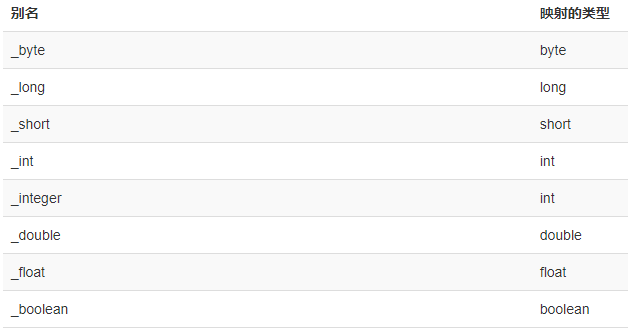 别名 映射的类型
_byte byte
_long long
_short short
_int int
_integer int
_double double
_float float
_boolean boolean